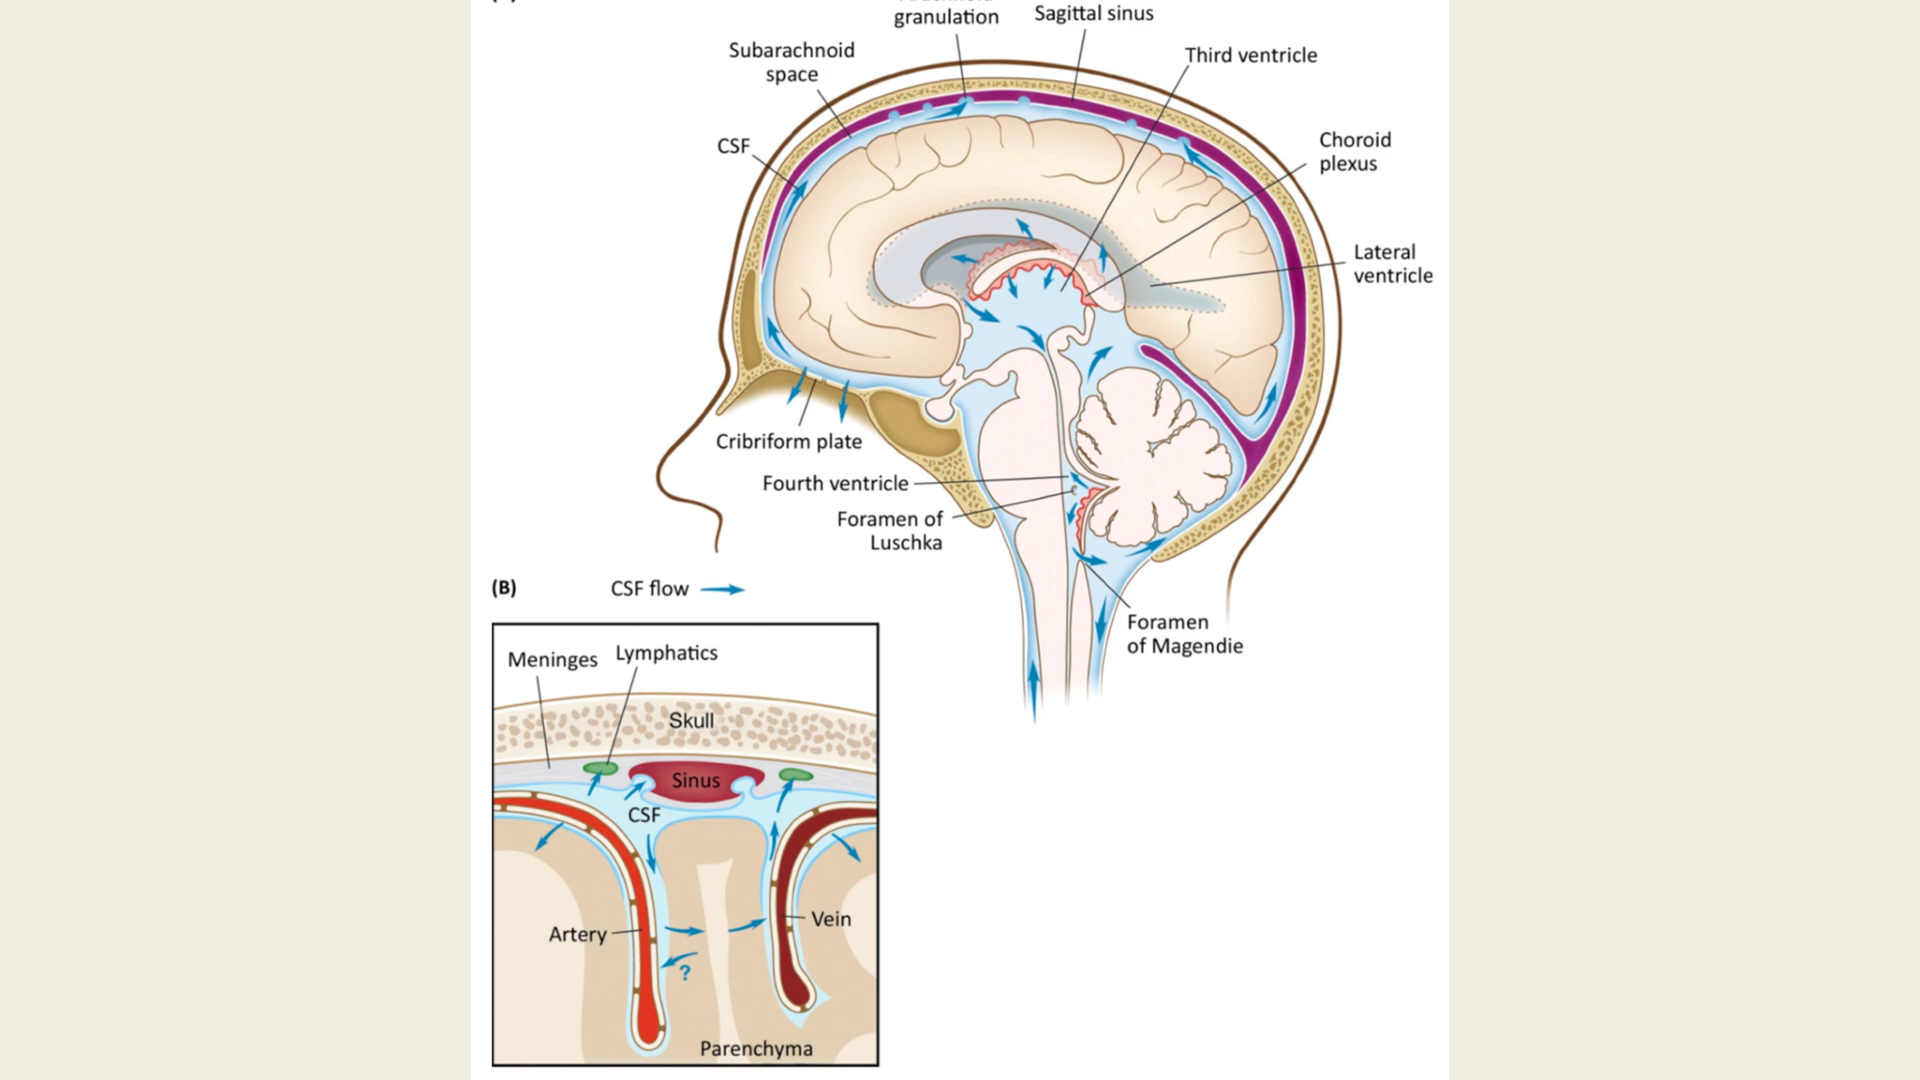 granulation
Sagittal sinus
Subarachnoid
space
Third ventricle
CSF
Choroid
plexus
Lateral
ventricle
Cribriform plate
Fourth ventricle
Foramen of
Luschka
Foramen
of Magendie
(B)
CSF flow
Meninges
Lymphatics
Skull
Sinus
CSF
Artery
Vein
?
Parenchyma